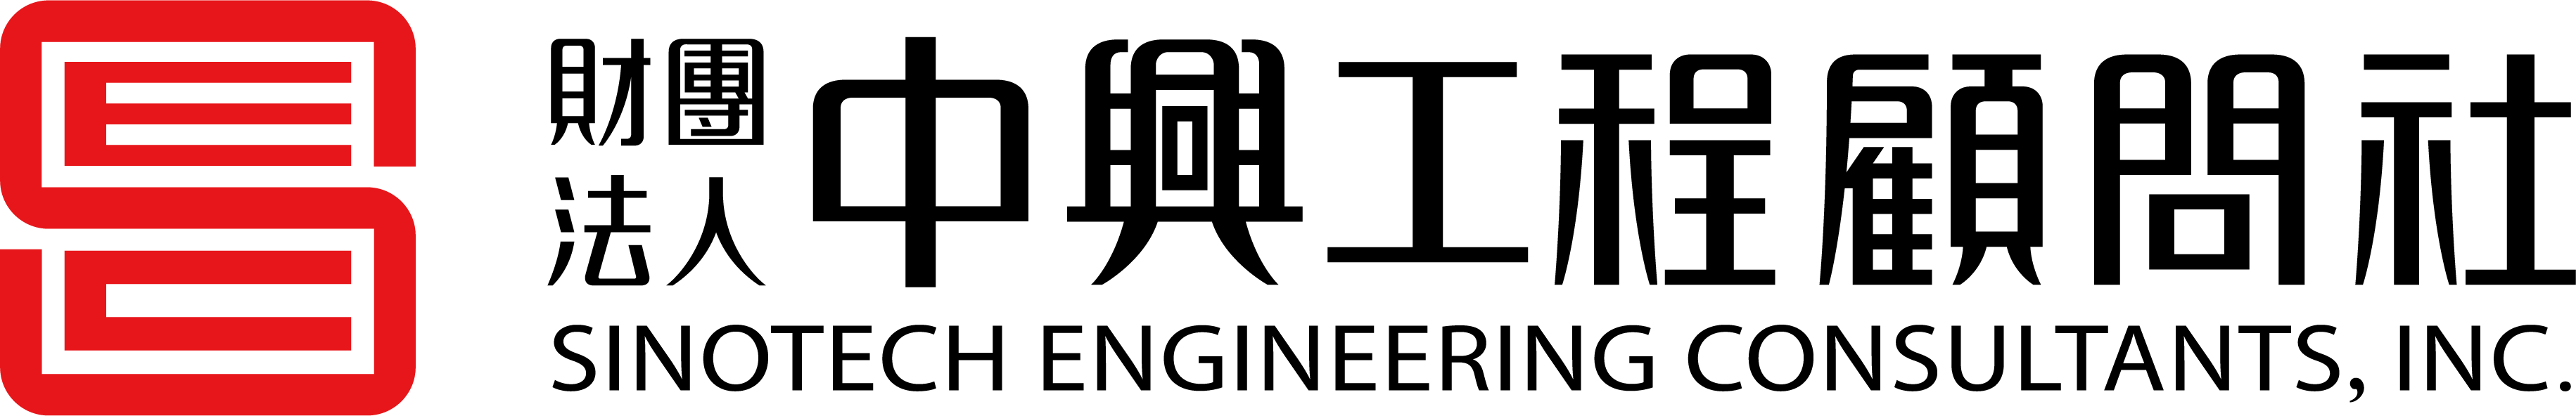 財團
法人
中興工程顧問社
SINOTECH ENGINEERING CONSULTANTS, INC.